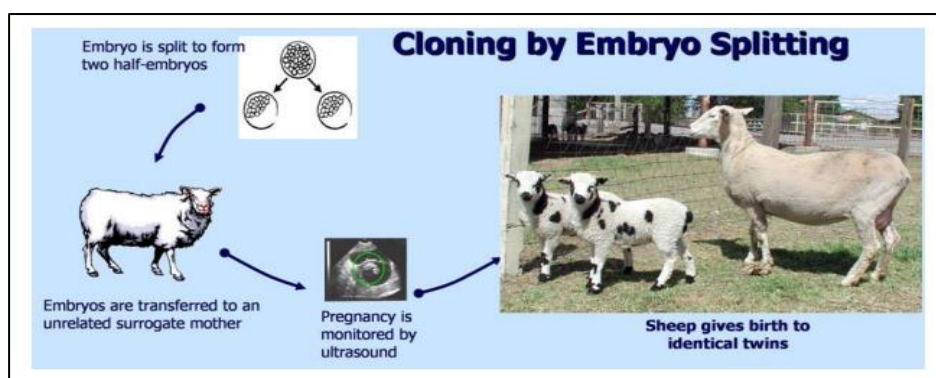 Embryo is split to form
two half-embryos
Cloning by Embryo Splitting
Embryos are transferred to an
unrelated surrogate mother
Pregnancy is
monitored by
ultrasound
Sheep gives birth to
identical twins